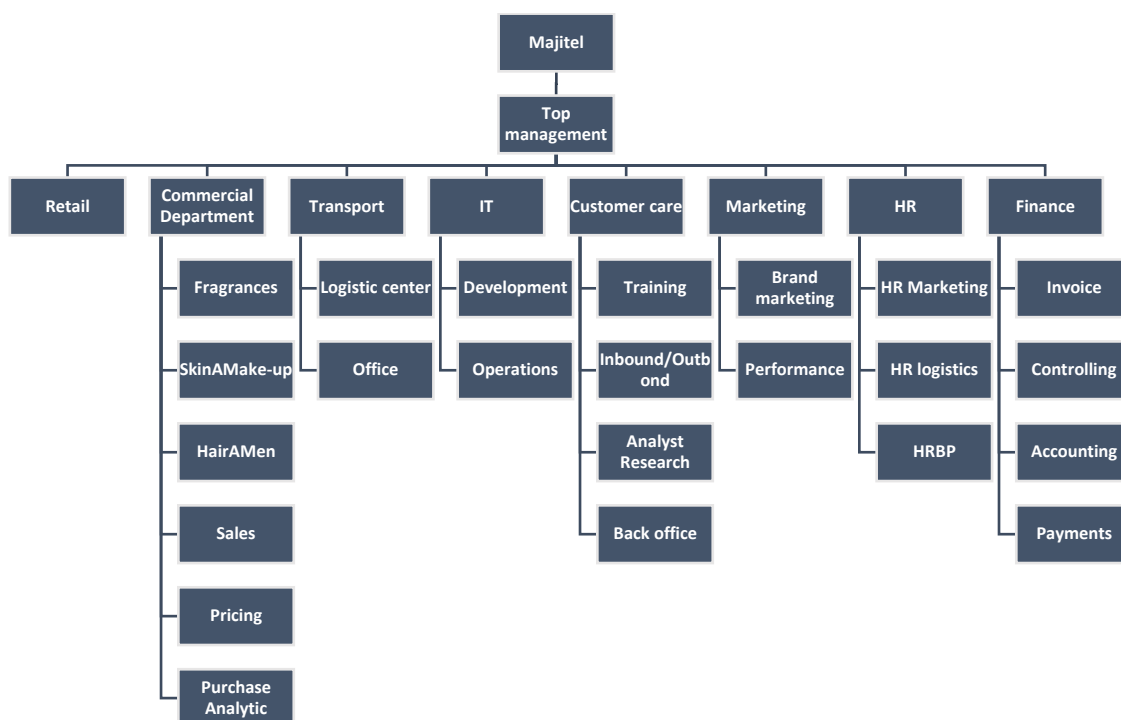 Majitel
Top
management
Retail
Commercial
Department
Transport
IT
Customer care
Marketing
HR
Finance
Fragrances
Logistic center
Development
Training
Brand
marketing
HR Marketing
Invoice
SkinAMake-up
Office
Operations
Inbound/Outb
ond
Performance
HR logistics
Controlling
HairAMen
Analyst
Research
HRBP
Accounting
Sales
Back office
Payments
Pricing
Purchase
Analytic